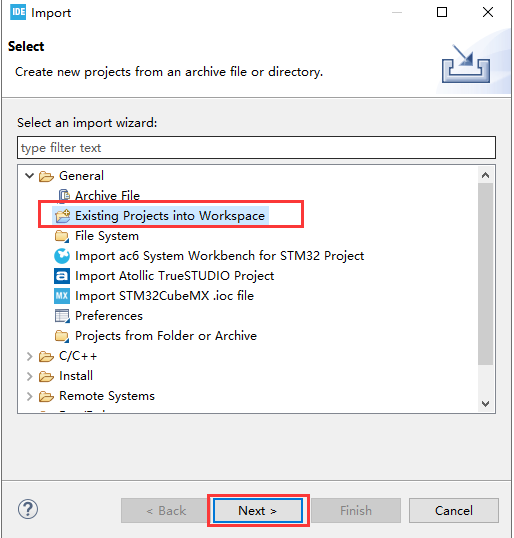 IDE Import
Select
Create new projects from an archive file or directory.
Select an import wizard:
type filter text
General
Archive File
Existing Projects into Workspace
File System
Import ac6 System Workbench for STM32 Project
a Import Atollic TrueSTUDIO Project
MX Import STM32CubeMX .ioc file
Preferences
Projects from Folder or Archive
C/C++
Install
Remote Systems
? < Back Next > Finish Cancel